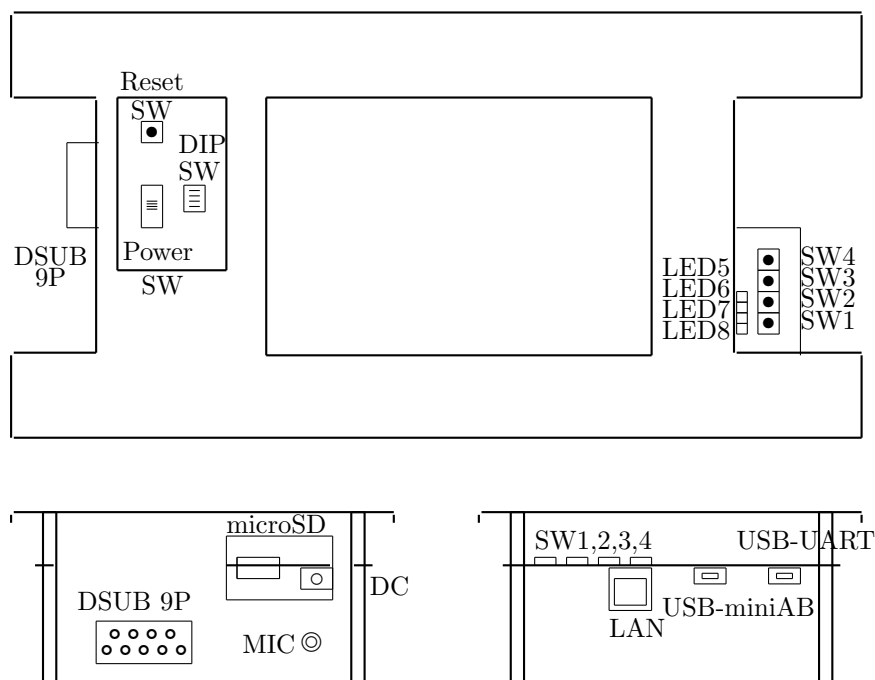 Reset
SW
DIP
SW
Power
SW
DSUB
9P
LED5
LED6
LED7
LED8
SW4
SW3
SW2
SW1
microSD
DC
DSUB 9P
MIC
SW1,2,3,4
USB-UART
USB-miniAB
LAN